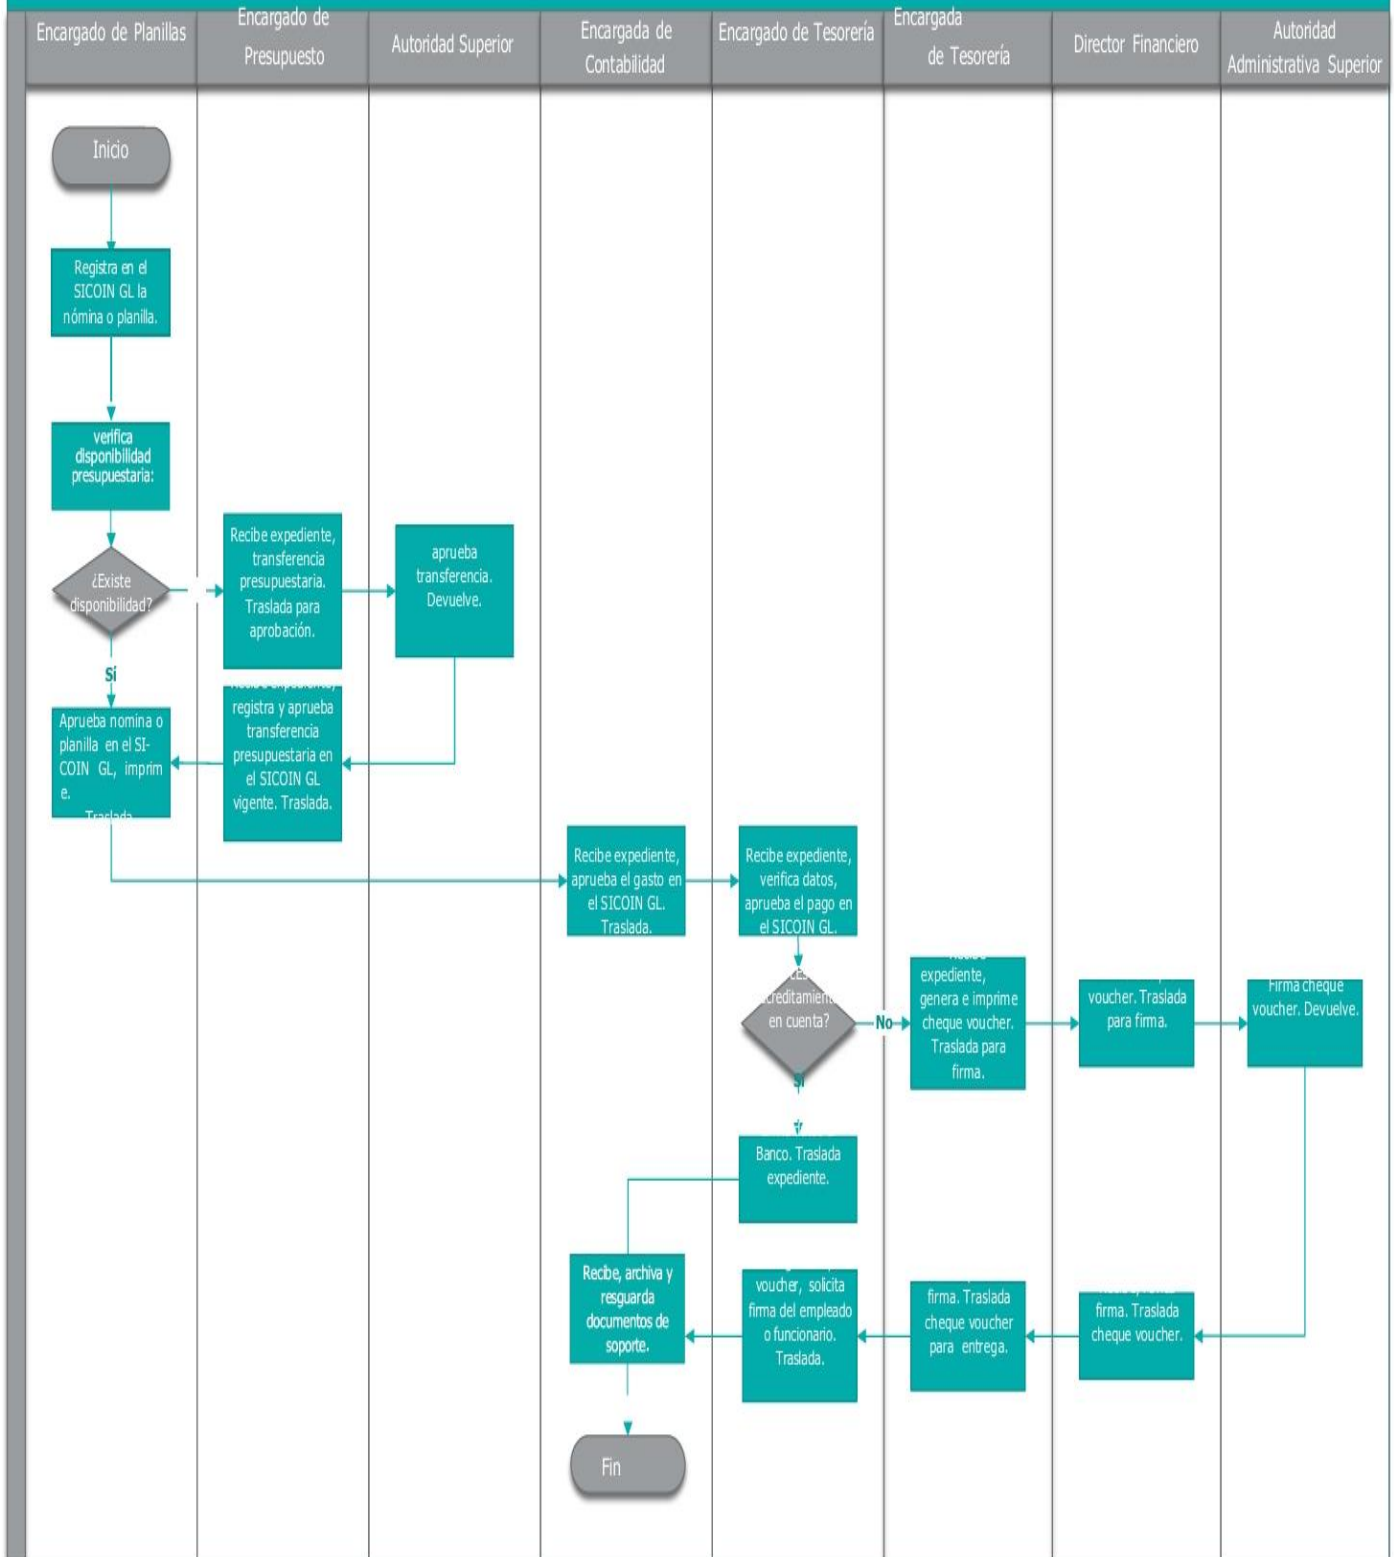 Encargado de Planillas
Encargado de
Presupuesto
Autoridad Superior
Encargada de
Contabilidad
Encargado de Tesorería
Encargada
de Tesorería
Director Financiero
Autoridad
Administrativa Superior
Inicio
Registra en el
SICOIN GL la
nómina o planilla.
verifica
disponibilidad
presupuestaria:
¿Existe
disponibilidad?
Recibe expediente,
transferencia
presupuestaria.
Traslada para
aprobación.
aprueba
transferencia.
Devuelve.
Sí
Aprueba nomina o
planilla en el SI-
COIN GL, imprim
e.
Traslada
registra y aprueba
transferencia
presupuestaria en
el SICOIN GL
vigente. Traslada.
Recibe expediente,
aprueba el gasto en
el SICOIN GL.
Traslada.
Recibe expediente,
verifica datos,
aprueba el pago en
el SICOIN GL.
en cuenta?
No
Sí
expediente,
genera e imprime
cheque voucher.
Traslada para
firma.
voucher. Traslada
para firma.
Firma cheque
voucher. Devuelve.
Banco. Traslada
expediente.
Recibe, archiva y
resguarda
documentos de
soporte.
voucher, solicita
firma del empleado
o funcionario.
Traslada.
firma. Traslada
cheque voucher
para entrega.
firma. Traslada
cheque voucher.
Fin